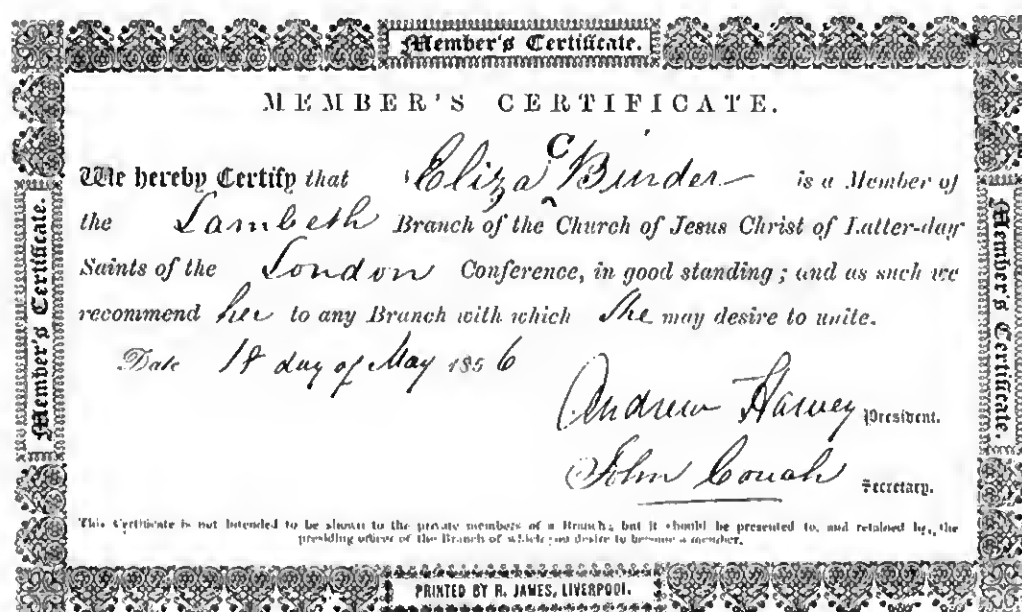 Member's Certificate.
MEMBER'S CERTIFICATE.
We hereby Certify that Eliza C Binder is a Member of
the Lambeth Branch of the Church of Jesus Christ of Latter-day
Saints of the London Conference, in good standing; and as such we
recommend her to any Branch with which She may desire to unite.
Date 18 day of May 1856
Andrew Harvey President.
John Couch Secretary.
This Certificate is not intended to be shown to the private members of a Branch; but it should be presented to, and retained by, the
presiding officer of the Branch of which you desire to become a member.
Member's Certificate.
Member's Certificate.
PRINTED BY R. JAMES, LIVERPOOL.